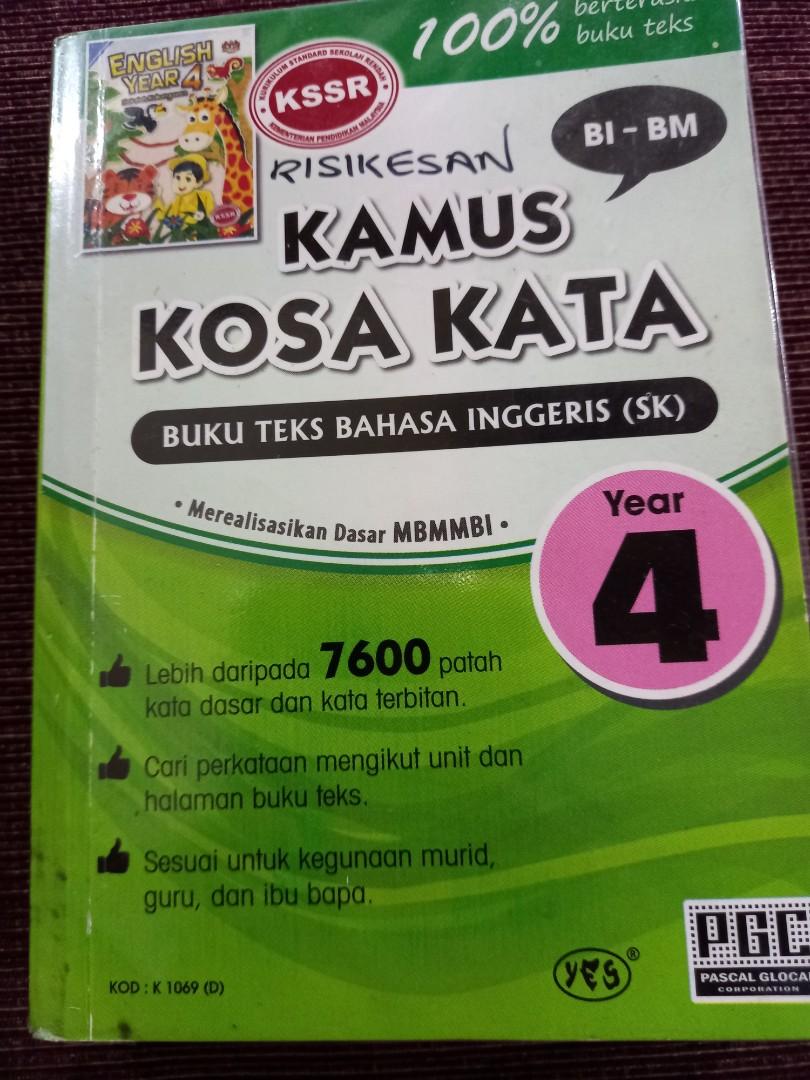 100%
buku teks
ENGLISH
YEAR 4
KURIKULUM STANDARD SEKOLAH RENDAH
KSSR
KEMENTERIAN PENDIDIKAN MALAYSIA
KSSR
BI - BM
RISIKESAN
KAMUS
KOSA KATA
BUKU TEKS BAHASA INGGERIS (SK)
• Merealisasikan Dasar MBMMBI •
Year
4
Lebih daripada 7600 patah
kata dasar dan kata terbitan.
Cari perkataan mengikut unit dan
halaman buku teks.
Sesuai untuk kegunaan murid,
guru, dan ibu bapa.
KOD : K 1069 (D)
YES®
PGC
PASCAL GLOCAL
CORPORATION